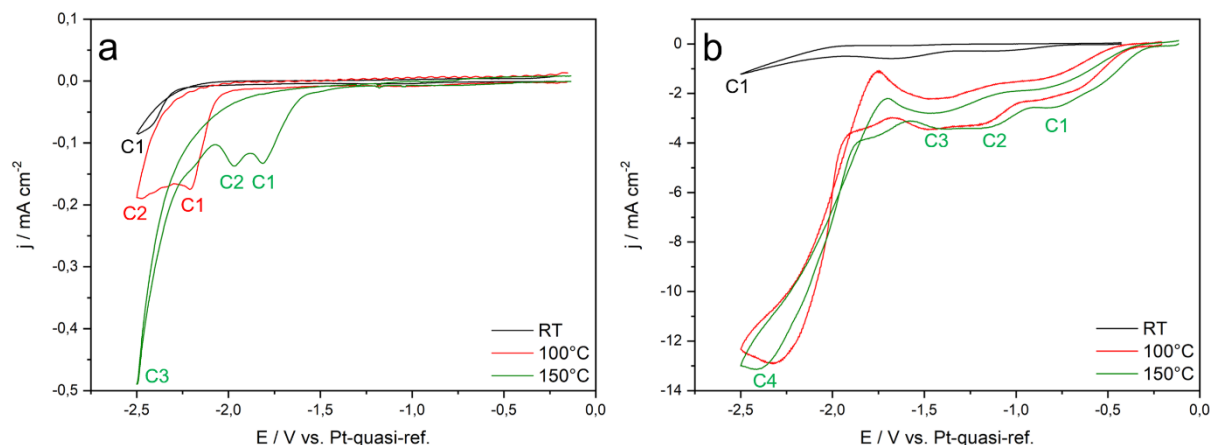 a
j / mA cm-2
0,1
0,0
-0,1
-0,2
-0,3
-0,4
-0,5
C1
C2
C1
C2
C1
C3
RT
100°C
150°C
-2,5
-2,0
-1,5
-1,0
-0,5
0,0
E / V vs. Pt-quasi-ref.
b
j / mA cm-2
0
-2
-4
-6
-8
-10
-12
-14
C1
C3
C2
C1
C4
RT
100°C
150°C
-2,5
-2,0
-1,5
-1,0
-0,5
0,0
E / V vs. Pt-quasi-ref.